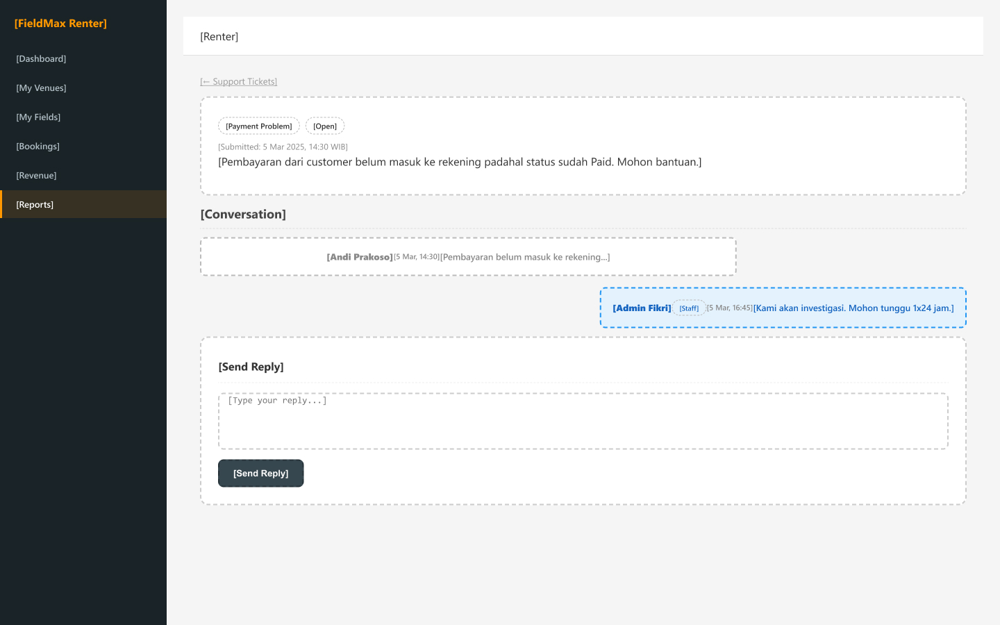 [FieldMax Renter]
[Dashboard]
[My Venues]
[My Fields]
[Bookings]
[Revenue]
[Reports]
[Renter]
[← Support Tickets]
[Payment Problem] [Open]
[Submitted: 5 Mar 2025, 14:30 WIB]
[Pembayaran dari customer belum masuk ke rekening padahal status sudah Paid. Mohon bantuan.]
[Conversation]
[Andi Prakoso][5 Mar, 14:30][Pembayaran belum masuk ke rekening...]
[Admin Fikri][Staff][5 Mar, 16:45][Kami akan investigasi. Mohon tunggu 1x24 jam.]
[Send Reply]
[Type your reply...]
[Send Reply]